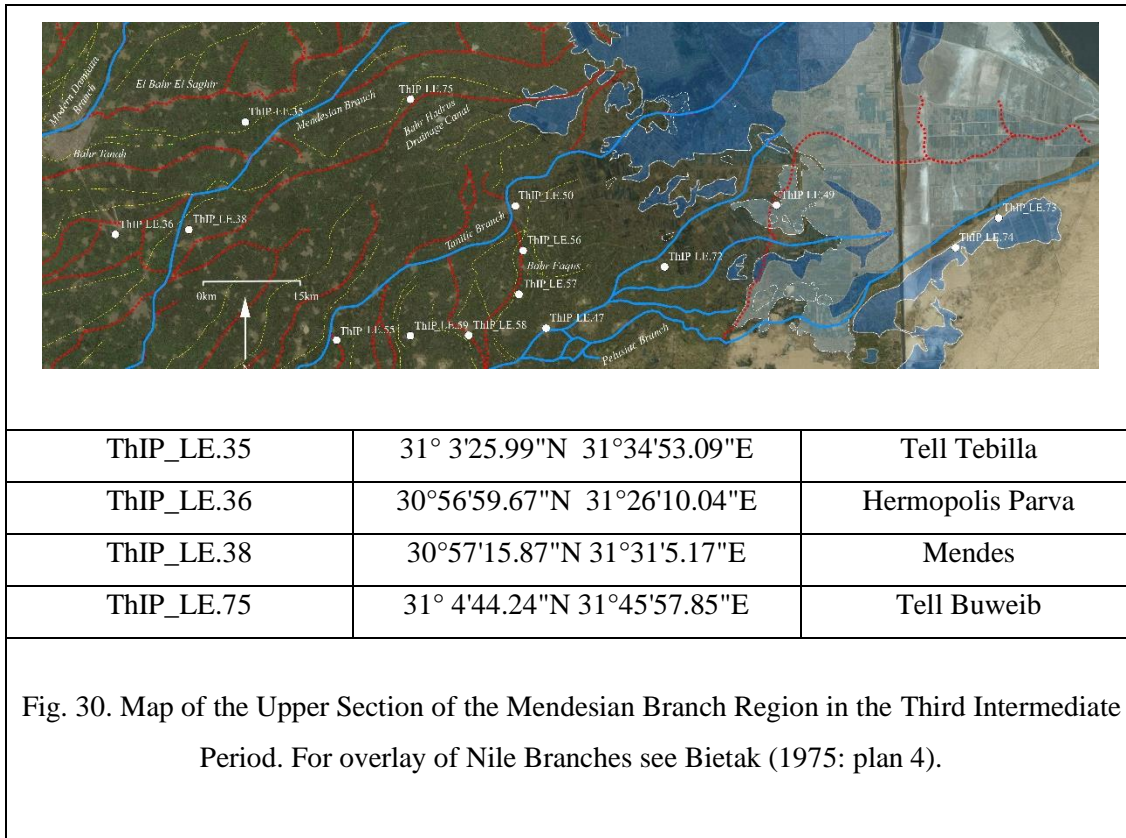 Modern Damietta Branch
El Bahr El Saghir
ThIP_LE.35
Mendesian Branch
ThIP_LE.75
Bahr Hadrus Drainage Canal
Bahr Tanah
ThIP_LE.36
ThIP_LE.38
ThIP_LE.50
ThIP_LE.49
ThIP_LE.73
Tanitic Branch
ThIP_LE.56
ThIP_LE.74
Bahr Faqus
ThIP_LE.72
0km 15km
ThIP_LE.57
ThIP_LE.55
ThIP_LE.59
ThIP_LE.58
ThIP_LE.47
Pelusiac Branch
ThIP_LE.35 31° 3'25.99"N 31°34'53.09"E Tell Tebilla
ThIP_LE.36 30°56'59.67"N 31°26'10.04"E Hermopolis Parva
ThIP_LE.38 30°57'15.87"N 31°31'5.17"E Mendes
ThIP_LE.75 31° 4'44.24"N 31°45'57.85"E Tell Buweib
Fig. 30. Map of the Upper Section of the Mendesian Branch Region in the Third Intermediate
Period. For overlay of Nile Branches see Bietak (1975: plan 4).